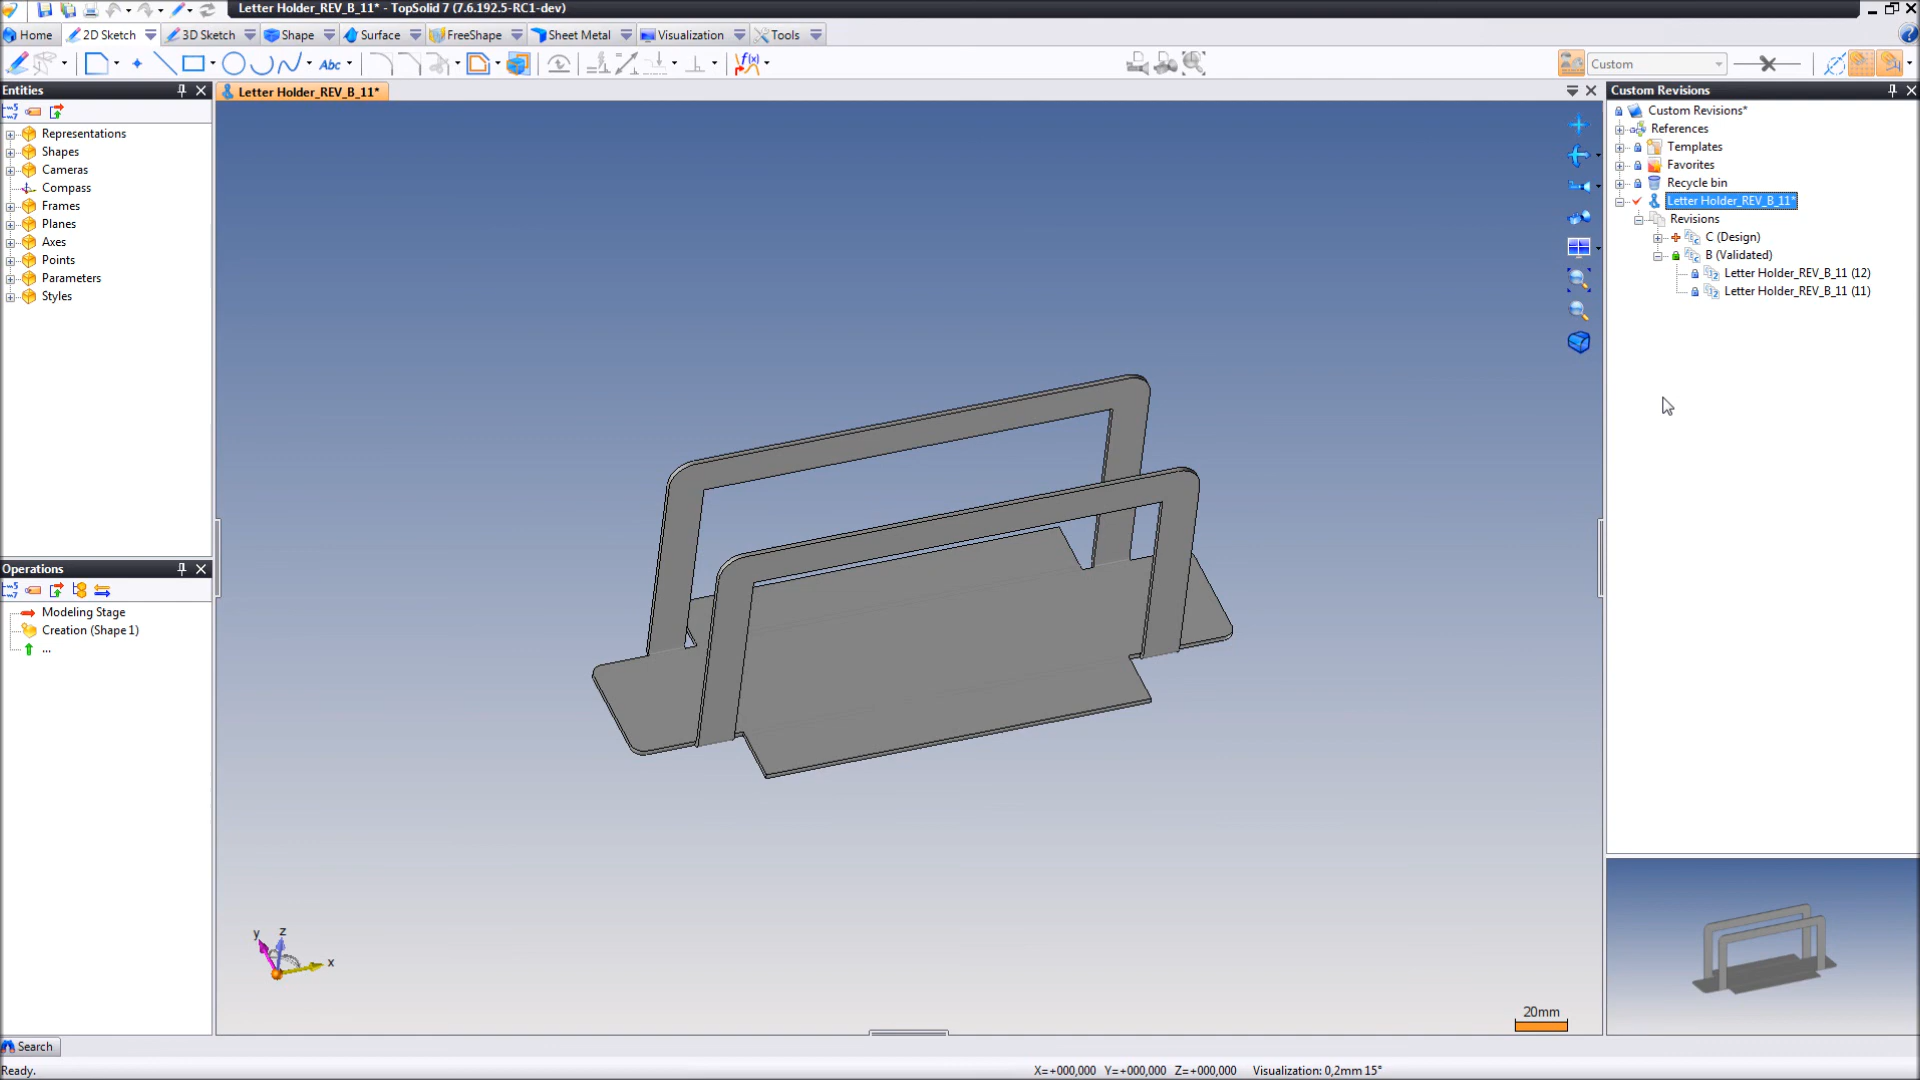 Letter Holder_REV_B_11* - TopSolid 7 (7.6.192.5-RC1-dev)
Home 2D Sketch 3D Sketch Shape Surface FreeShape Sheet Metal Visualization Tools
Abc Custom
Entities
Representations
Shapes
Cameras
Compass
Frames
Planes
Axes
Points
Parameters
Styles
Operations
Modeling Stage
Creation (Shape 1)
...
Letter Holder_REV_B_11*
y z x
20mm
Custom Revisions
Custom Revisions*
References
Templates
Favorites
Recycle bin
Letter Holder_REV_B_11*
Revisions
C (Design)
B (Validated)
Letter Holder_REV_B_11 (12)
Letter Holder_REV_B_11 (11)
Search
Ready.
X=+000,000 Y=+000,000 Z=+000,000 Visualization: 0,2mm 15°